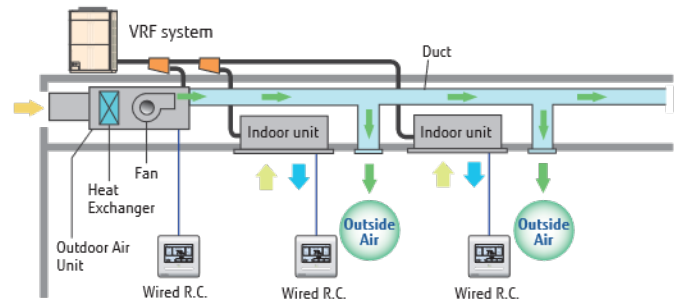 VRF system
Duct
Indoor unit
Indoor unit
Fan
Heat
Exchanger
Outdoor Air
Unit
Outside
Air
Outside
Air
Wired R.C.
Wired R.C.
Wired R.C.